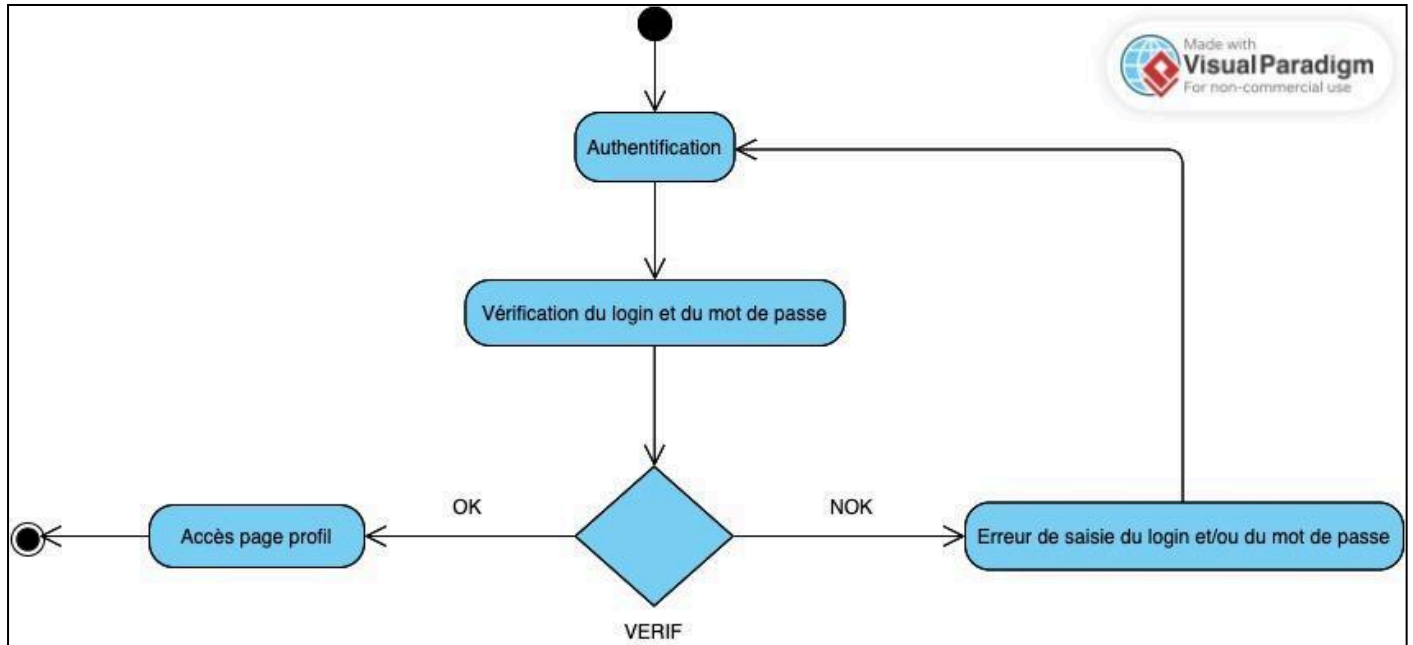 Made with
Visual Paradigm
For non-commercial use
Authentification
Vérification du login et du mot de passe
OK
NOK
Accès page profil
Erreur de saisie du login et/ou du mot de passe
VERIF